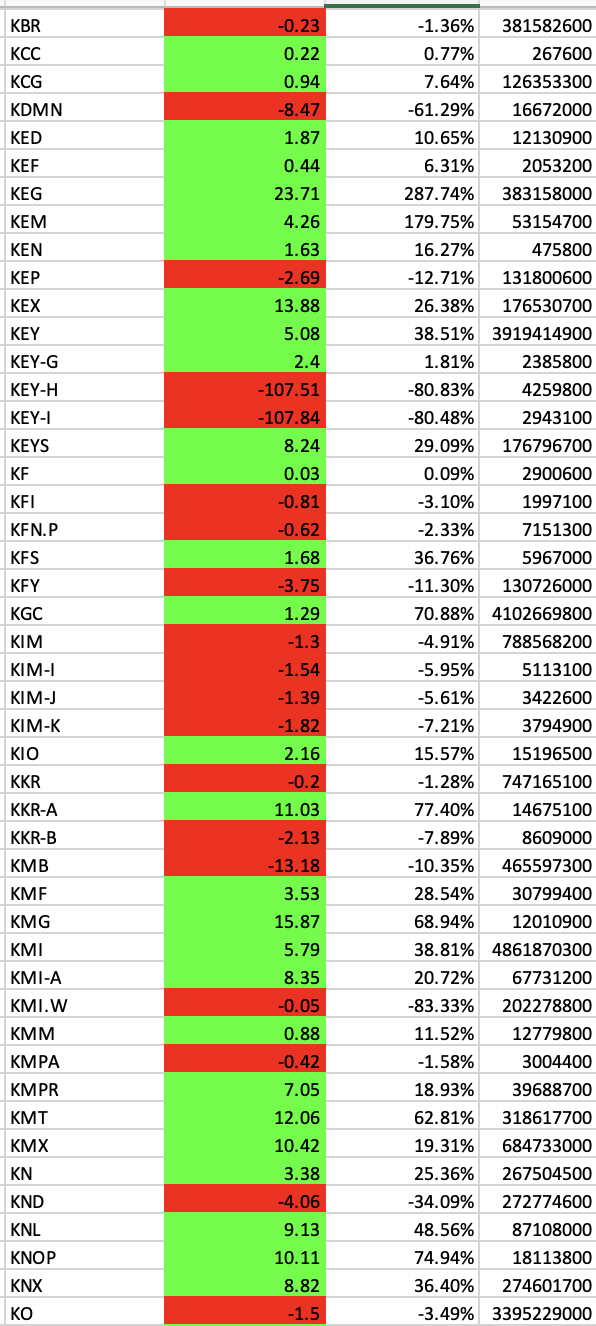 KBR -0.23 -1.36% 381582600
KCC 0.22 0.77% 267600
KCG 0.94 7.64% 126353300
KDMN -8.47 -61.29% 16672000
KED 1.87 10.65% 12130900
KEF 0.44 6.31% 2053200
KEG 23.71 287.74% 383158000
KEM 4.26 179.75% 53154700
KEN 1.63 16.27% 475800
KEP -2.69 -12.71% 131800600
KEX 13.88 26.38% 176530700
KEY 5.08 38.51% 3919414900
KEY-G 2.4 1.81% 2385800
KEY-H -107.51 -80.83% 4259800
KEY-I -107.84 -80.48% 2943100
KEYS 8.24 29.09% 176796700
KF 0.03 0.09% 2900600
KFI -0.81 -3.10% 1997100
KFN.P -0.62 -2.33% 7151300
KFS 1.68 36.76% 5967000
KFY -3.75 -11.30% 130726000
KGC 1.29 70.88% 4102669800
KIM -1.3 -4.91% 788568200
KIM-I -1.54 -5.95% 5113100
KIM-J -1.39 -5.61% 3422600
KIM-K -1.82 -7.21% 3794900
KIO 2.16 15.57% 15196500
KKR -0.2 -1.28% 747165100
KKR-A 11.03 77.40% 14675100
KKR-B -2.13 -7.89% 8609000
KMB -13.18 -10.35% 465597300
KMF 3.53 28.54% 30799400
KMG 15.87 68.94% 12010900
KMI 5.79 38.81% 4861870300
KMI-A 8.35 20.72% 67731200
KMI.W -0.05 -83.33% 202278800
KMM 0.88 11.52% 12779800
KMPA -0.42 -1.58% 3004400
KMPR 7.05 18.93% 39688700
KMT 12.06 62.81% 318617700
KMX 10.42 19.31% 684733000
KN 3.38 25.36% 267504500
KND -4.06 -34.09% 272774600
KNL 9.13 48.56% 87108000
KNOP 10.11 74.94% 18113800
KNX 8.82 36.40% 274601700
KO -1.5 -3.49% 3395229000